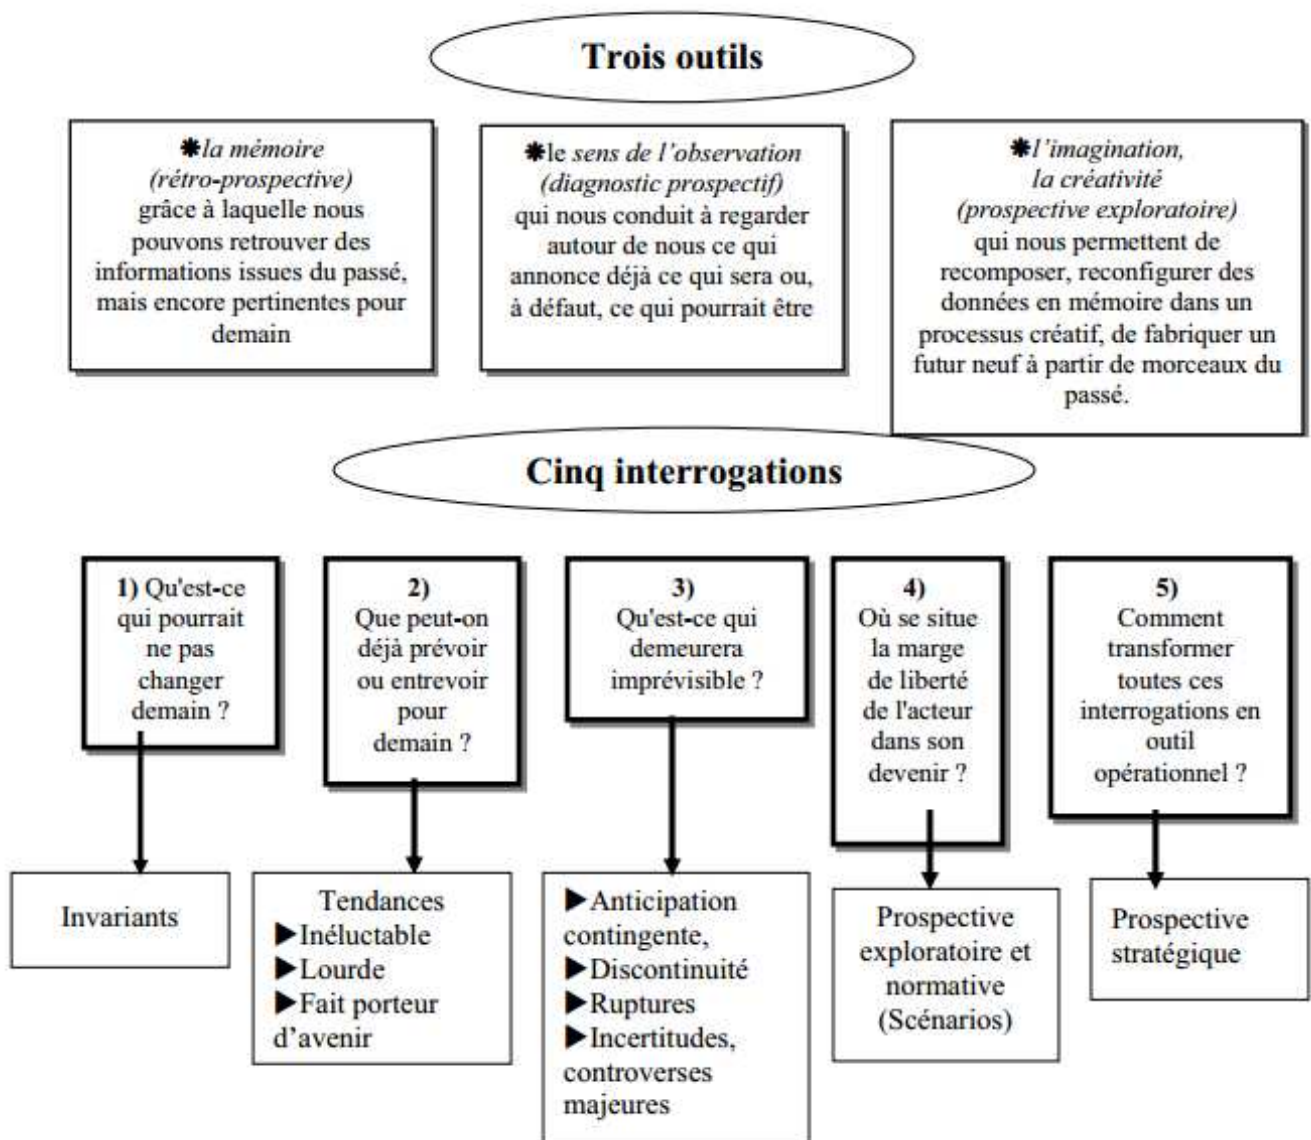 Trois outils
✷la mémoire
(rétro-prospective)
grâce à laquelle nous
pouvons retrouver des
informations issues du passé,
mais encore pertinentes pour
demain
✷le sens de l’observation
(diagnostic prospectif)
qui nous conduit à regarder
autour de nous ce qui
annonce déjà ce qui sera ou,
à défaut, ce qui pourrait être
✷l’imagination,
la créativité
(prospective exploratoire)
qui nous permettent de
recomposer, reconfigurer des
données en mémoire dans un
processus créatif, de fabriquer un
futur neuf à partir de morceaux du
passé.
Cinq interrogations
1) Qu'est-ce
qui pourrait
ne pas
changer
demain ?
2)
Que peut-on
déjà prévoir
ou entrevoir
pour
demain ?
3)
Qu'est-ce qui
demeurera
imprévisible ?
4)
Où se situe
la marge
de liberté
de l'acteur
dans son
devenir ?
5)
Comment
transformer
toutes ces
interrogations en
outil
opérationnel ?
Invariants
Tendances
▶Inéluctable
▶Lourde
▶Fait porteur
d’avenir
▶Anticipation
contingente,
▶Discontinuité
▶Ruptures
▶Incertitudes,
controverses
majeures
Prospective
exploratoire et
normative
(Scénarios)
Prospective
stratégique